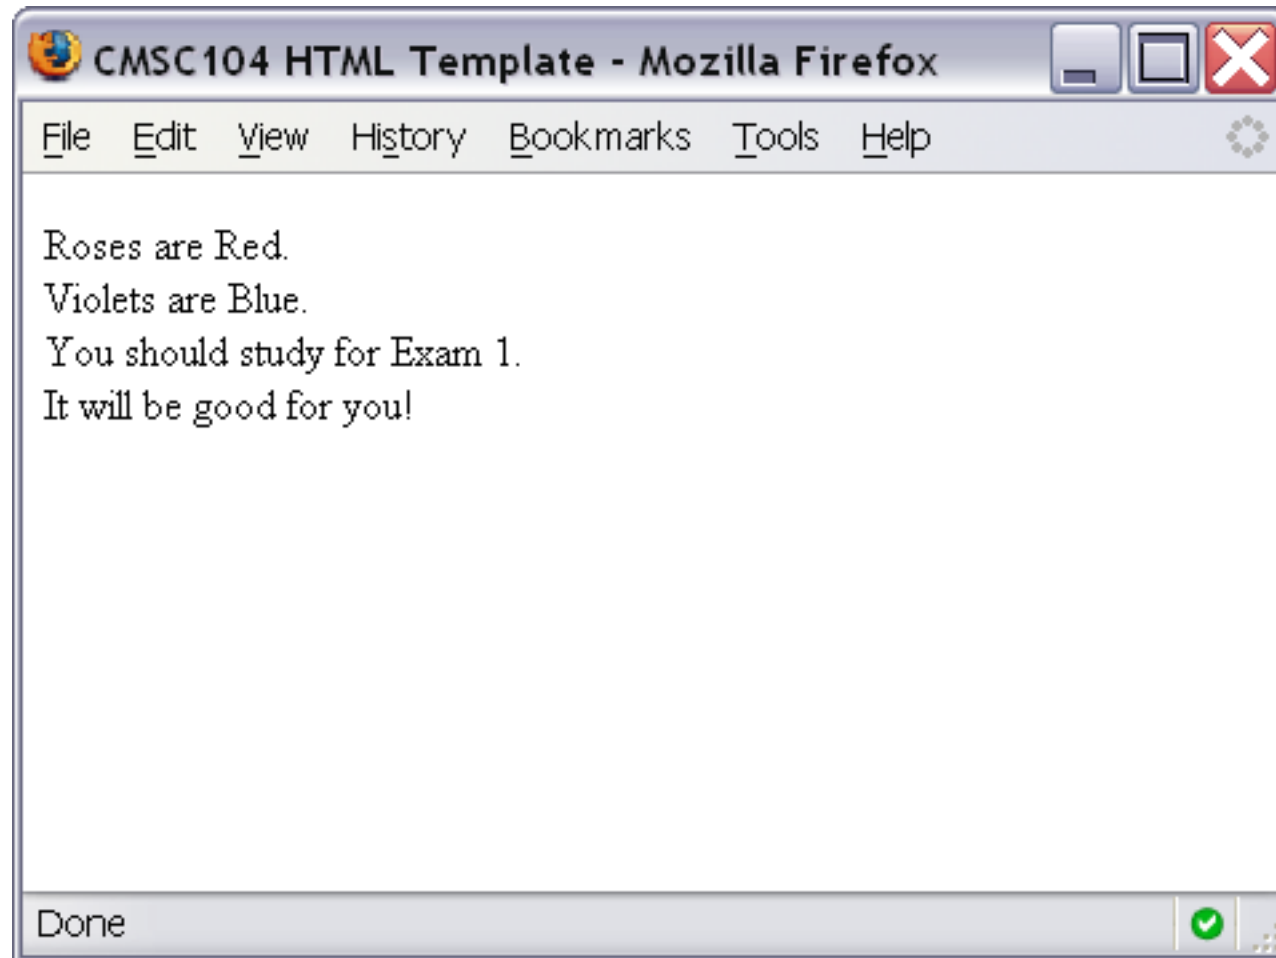 CMSC104 HTML Template - Mozilla Firefox
File Edit View History Bookmarks Tools Help
Roses are Red.
Violets are Blue.
You should study for Exam 1.
It will be good for you!
Done